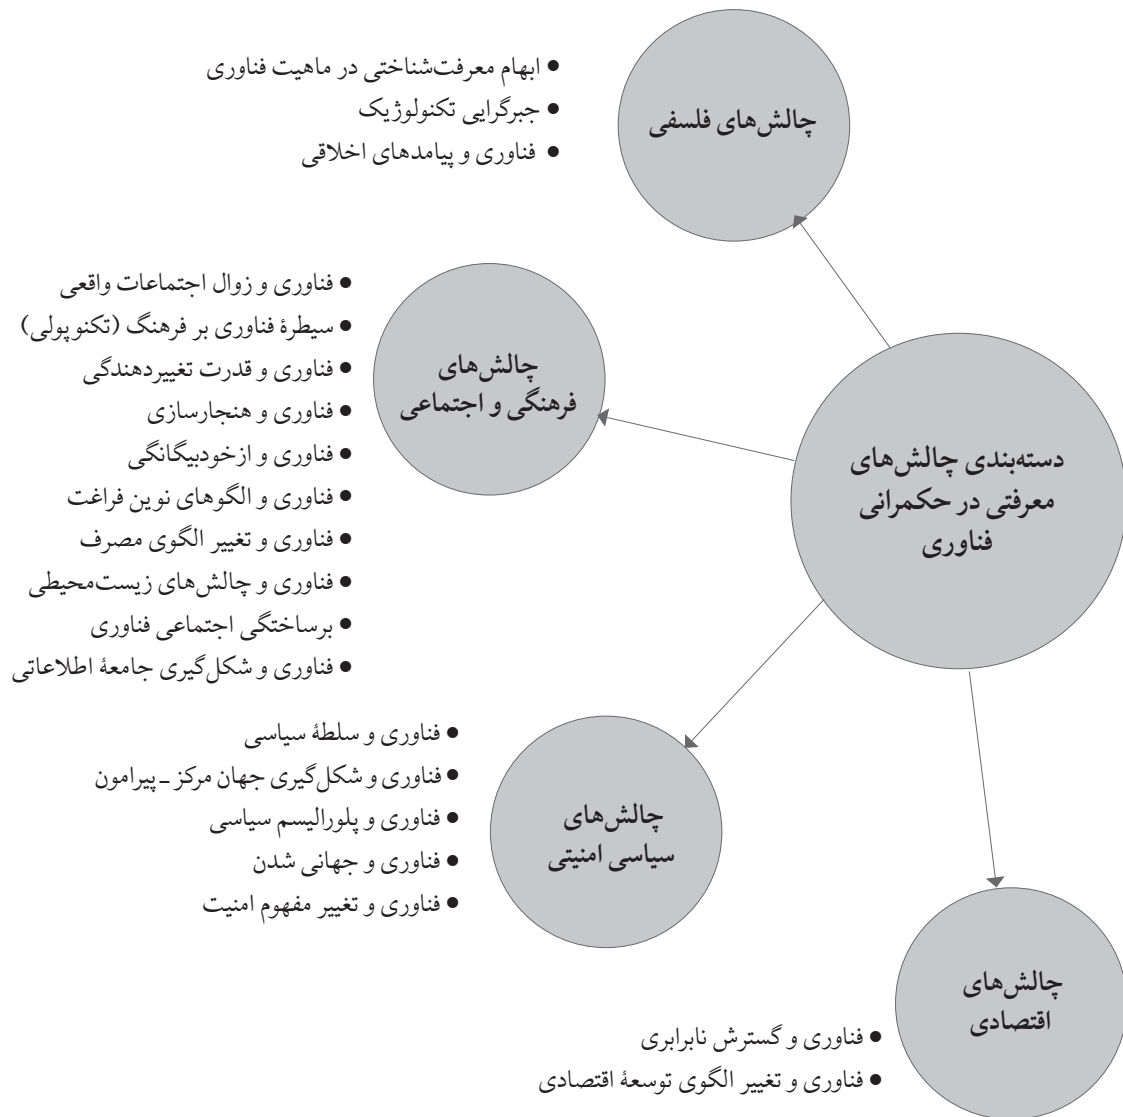 دسته‌بندی چالش‌های
معرفتی در حکمرانی
فناوری
چالش‌های فلسفی
● ابهام معرفت‌شناختی در ماهیت فناوری
● جبرگرایی تکنولوژیک
● فناوری و پیامدهای اخلاقی
چالش‌های
فرهنگی و اجتماعی
● فناوری و زوال اجتماعات واقعی
● سیطرهٔ فناوری بر فرهنگ (تکنوپولی)
● فناوری و قدرت تغییردهندگی
● فناوری و هنجارسازی
● فناوری و ازخودبیگانگی
● فناوری و الگوهای نوین فراغت
● فناوری و تغییر الگوی مصرف
● فناوری و چالش‌های زیست‌محیطی
● برساختگی اجتماعی فناوری
● فناوری و شکل‌گیری جامعهٔ اطلاعاتی
چالش‌های
سیاسی امنیتی
● فناوری و سلطهٔ سیاسی
● فناوری و شکل‌گیری جهان مرکز ـ پیرامون
● فناوری و پلورالیسم سیاسی
● فناوری و جهانی شدن
● فناوری و تغییر مفهوم امنیت
چالش‌های
اقتصادی
● فناوری و گسترش نابرابری
● فناوری و تغییر الگوی توسعهٔ اقتصادی